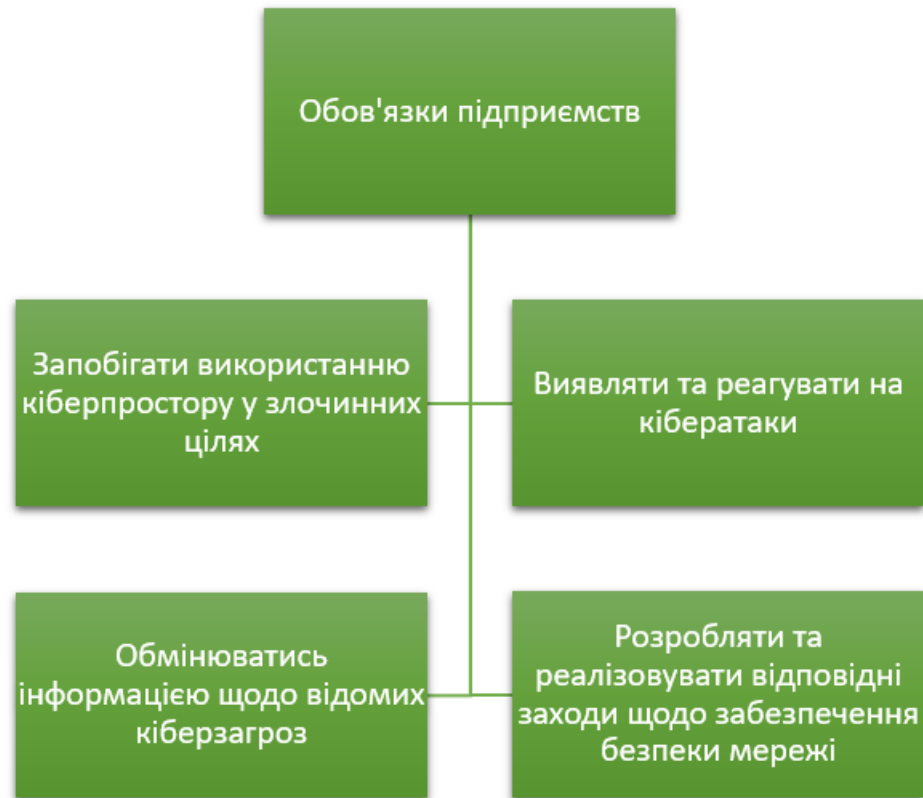 Обов'язки підприємств
Запобігати використанню
кіберпростору у злочинних
цілях
Виявляти та реагувати на
кібератаки
Обмінюватись
інформацією щодо відомих
кіберзагроз
Розробляти та
реалізовувати відповідні
заходи щодо забезпечення
безпеки мережі